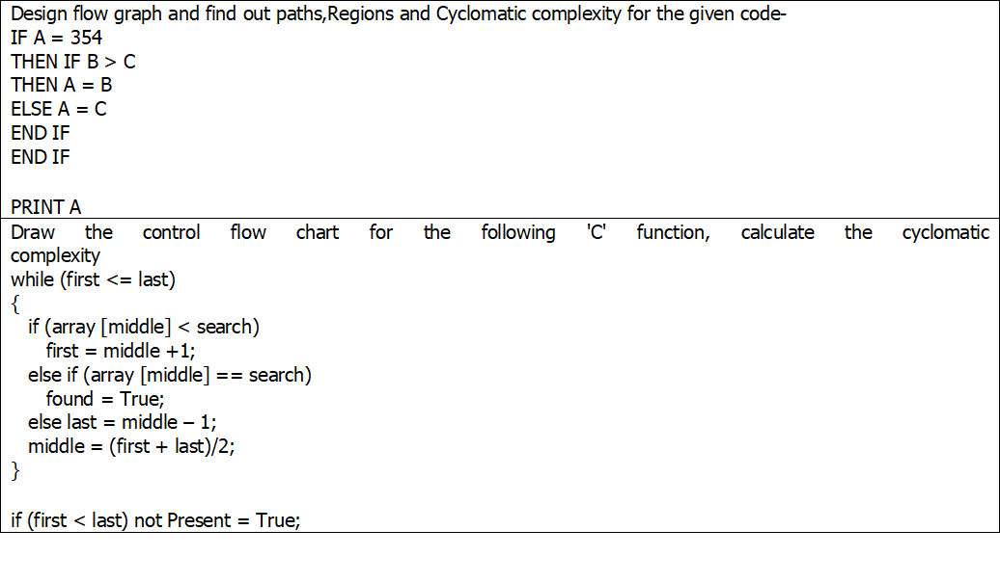 Design flow graph and find out paths,Regions and Cyclomatic complexity for the given code-
IF A = 354
THEN IF B > C
THEN A = B
ELSE A = C
END IF
END IF
PRINT A
Draw the control flow chart for the following 'C' function, calculate the cyclomatic
complexity
while (first <= last)
{
if (array [middle] < search)
first = middle +1;
else if (array [middle] == search)
found = True;
else last = middle – 1;
middle = (first + last)/2;
}
if (first < last) not Present = True;